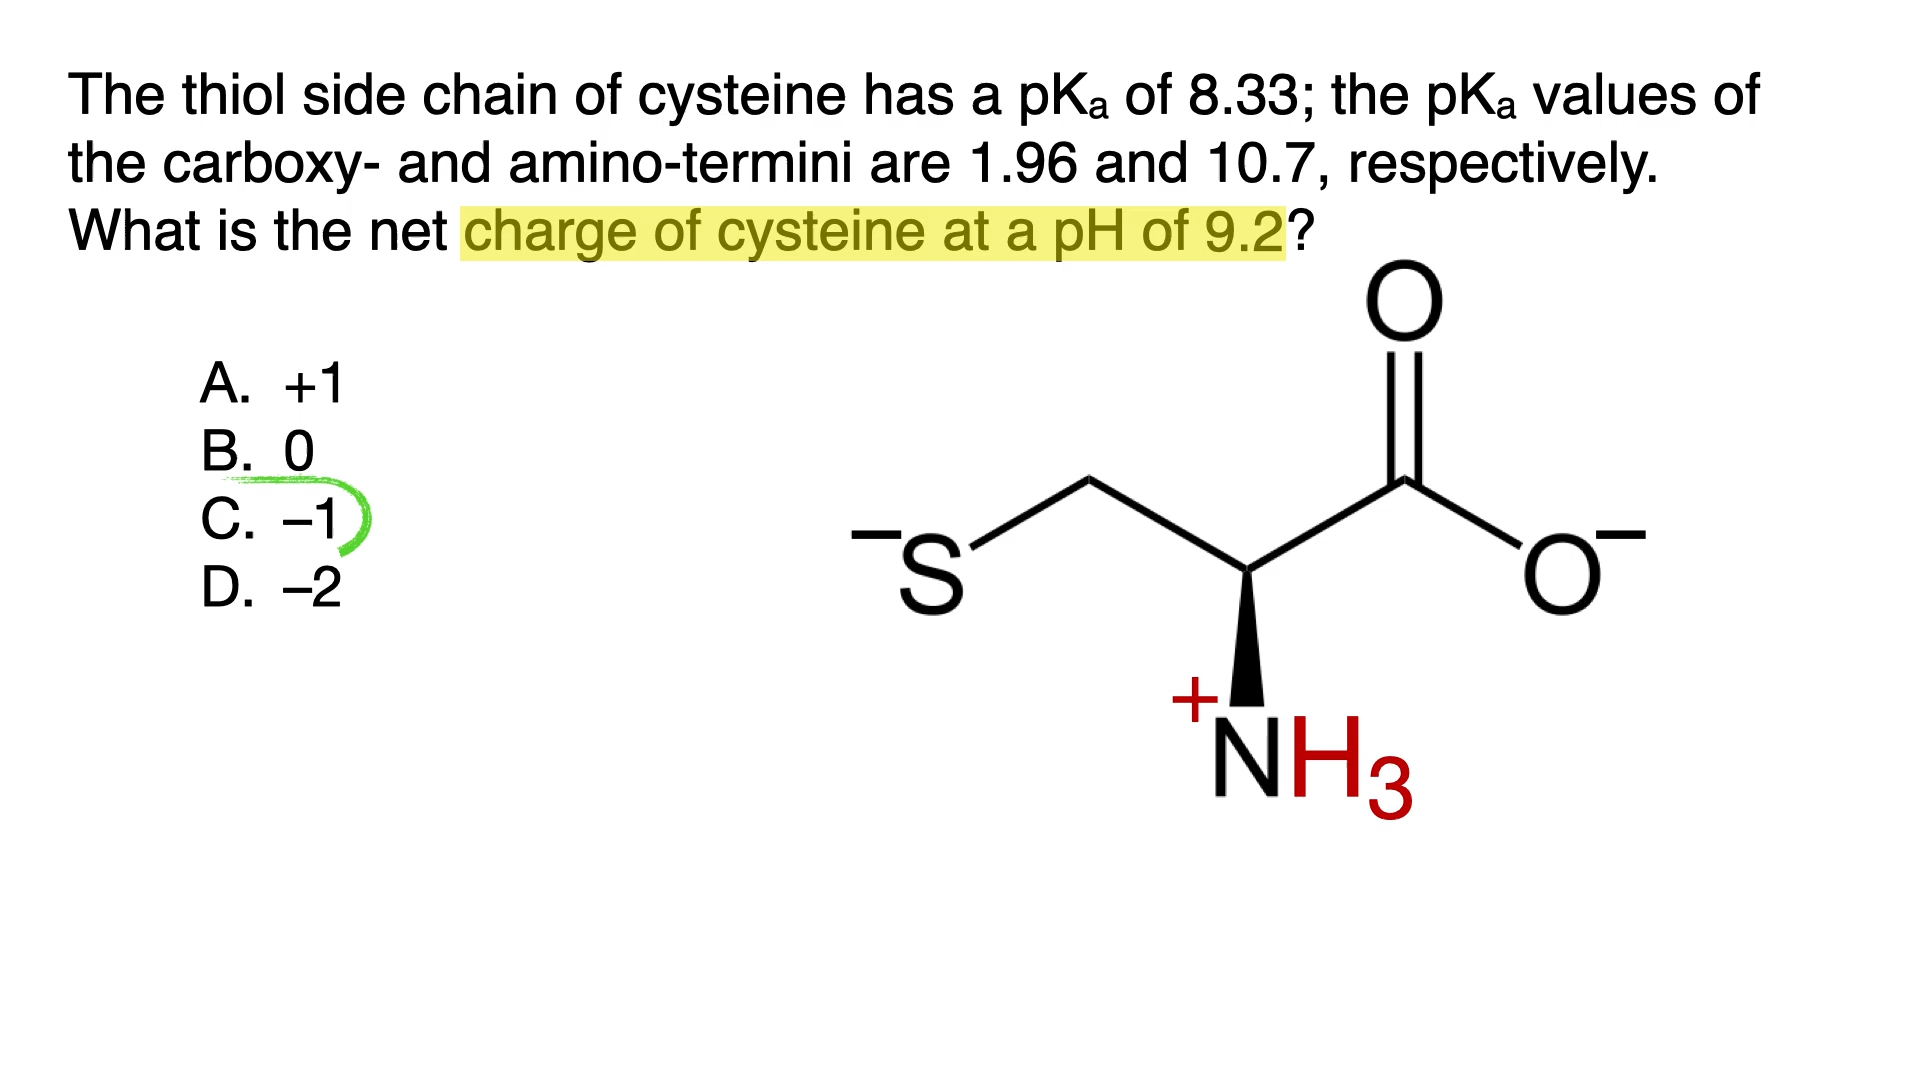 The thiol side chain of cysteine has a pKₐ of 8.33; the pKₐ values of
the carboxy- and amino-termini are 1.96 and 10.7, respectively.
What is the net charge of cysteine at a pH of 9.2?
A. +1
B. 0
C. –1
D. –2
O
–S
O–
+
NH₃